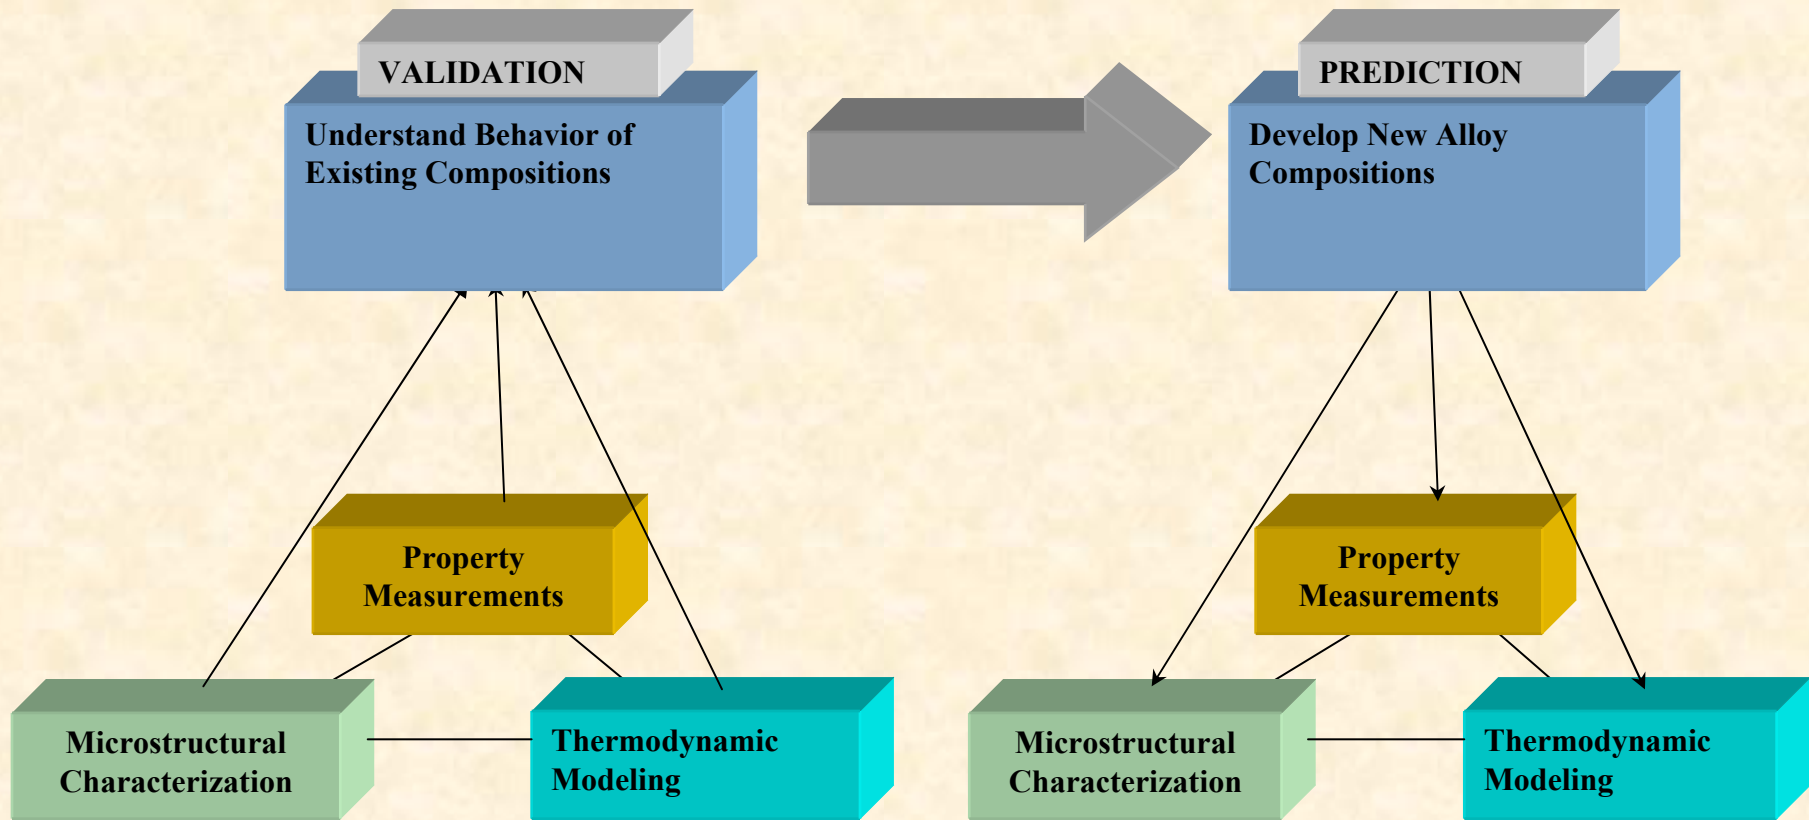 VALIDATION
Understand Behavior of
Existing Compositions
PREDICTION
Develop New Alloy
Compositions
Property
Measurements
Microstructural
Characterization
Thermodynamic
Modeling
Property
Measurements
Microstructural
Characterization
Thermodynamic
Modeling